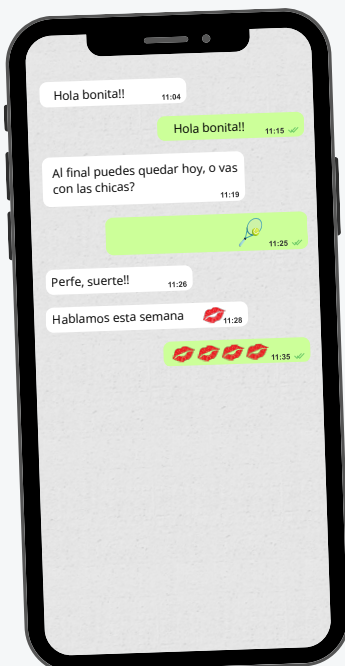 Hola bonita!!
11:04
Hola bonita!!
11:15
Al final puedes quedar hoy, o vas
con las chicas?
11:19
11:25
Perfe, suerte!!
11:26
Hablamos esta semana
11:28
11:35